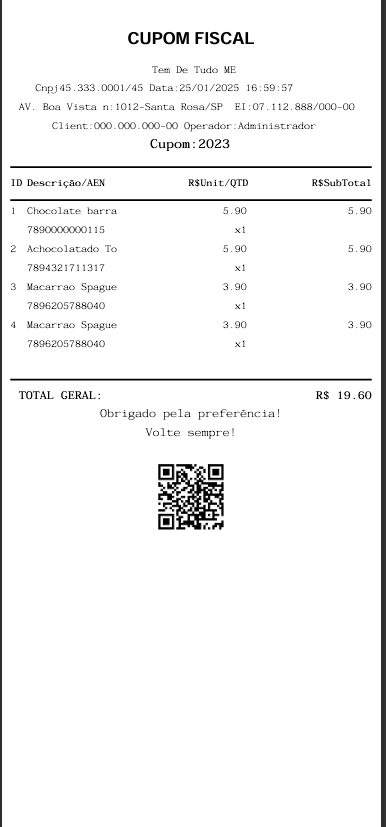 CUPOM FISCAL
Tem De Tudo ME
Cnpj45.333.0001/45 Data:25/01/2025 16:59:57
AV. Boa Vista n:1012-Santa Rosa/SP EI:07.112.888/000-00
Client:000.000.000-00 Operador:Administrador
Cupom:2023
ID Descrição/AEN R$Unit/QTD R$SubTotal
1 Chocolate barra 5.90 5.90
7890000000115 x1
2 Achocolatado To 5.90 5.90
7894321711317 x1
3 Macarrao Spague 3.90 3.90
7896205788040 x1
4 Macarrao Spague 3.90 3.90
7896205788040 x1
TOTAL GERAL: R$ 19.60
Obrigado pela preferência!
Volte sempre!